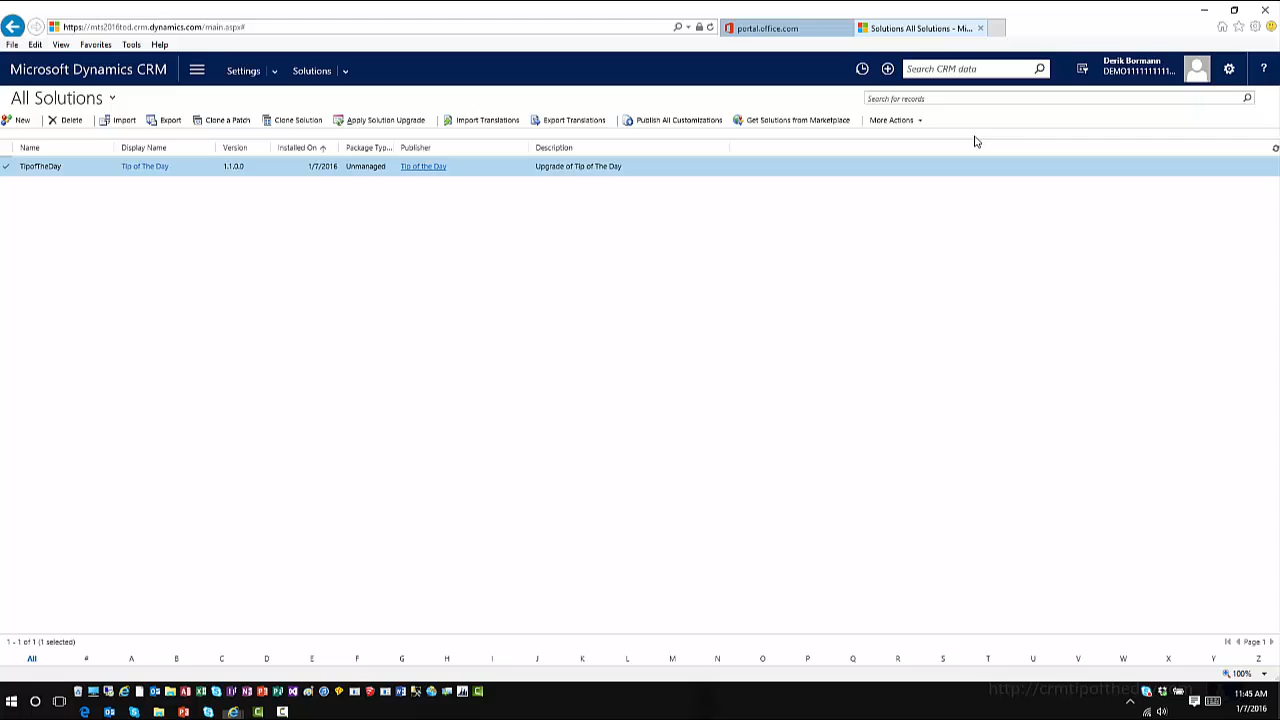 https://mts2016tod.crm.dynamics.com/main.aspx#
portal.office.com
Solutions All Solutions - Mi...
File Edit View Favorites Tools Help
Microsoft Dynamics CRM
Settings
Solutions
Search CRM data
Derik Bormann
DEMO1111111111...
?
All Solutions
Search for records
New Delete Import Export Clone a Patch Clone Solution Apply Solution Upgrade Import Translations Export Translations Publish All Customizations Get Solutions from Marketplace More Actions
Name Display Name Version Installed On Package Typ... Publisher Description
TipofTheDay Tip of The Day 1.1.0.0 1/7/2016 Unmanaged Tip of the Day Upgrade of Tip of The Day
1 - 1 of 1 (1 selected)
Page 1
All # A B C D E F G H I J K L M N O P Q R S T U V W X Y Z
100%
11:45 AM
1/7/2016